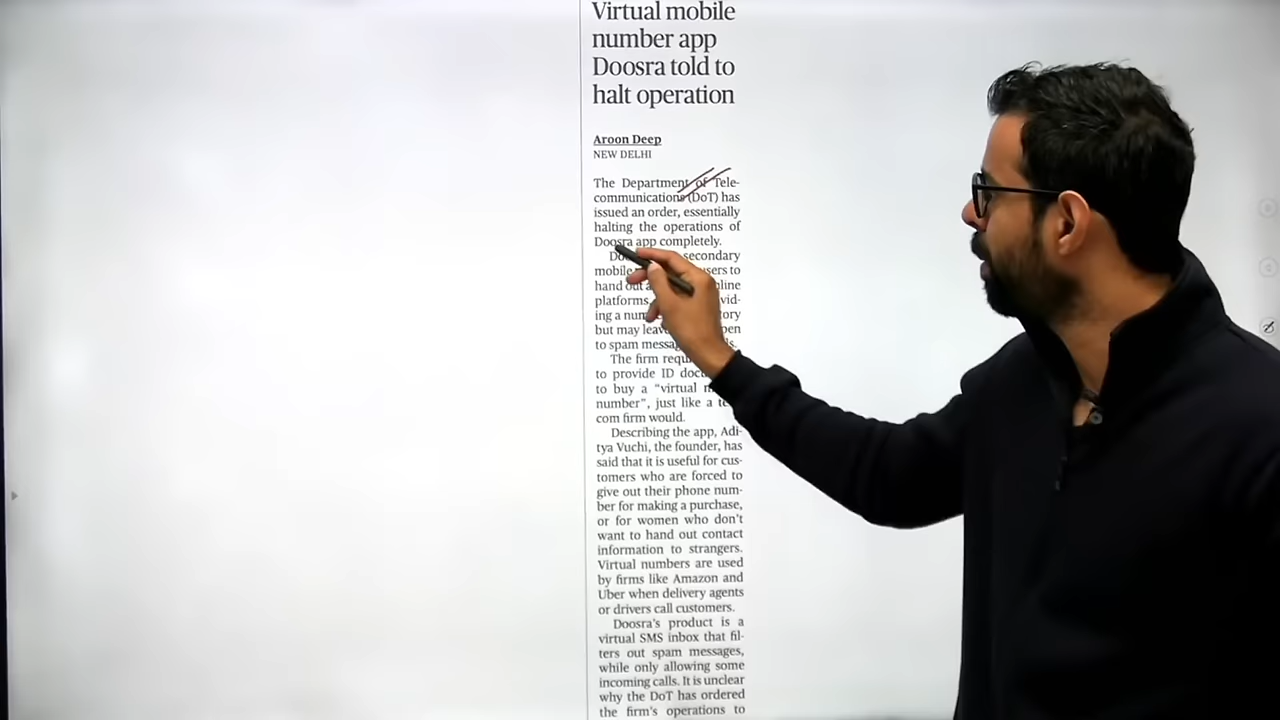 Virtual mobile
number app
Doosra told to
halt operation
Aroon Deep
NEW DELHI
The Department of Tele-
communications (DoT) has
issued an order, essentially
halting the operations of
Doosra app completely.
secondary
mobile users to
hand out
platforms,
ing a
but may
to spam
The firm
to provide ID
to buy a “virtual
number”, just like a
com firm would.
Describing the app, Adi-
tya Vuchi, the founder, has
said that it is useful for cus-
tomers who are forced to
give out their phone num-
ber for making a purchase,
or for women who don’t
want to hand out contact
information to strangers.
Virtual numbers are used
by firms like Amazon and
Uber when delivery agents
or drivers call customers.
Doosra’s product is a
virtual SMS inbox that fil-
ters out spam messages,
while only allowing some
incoming calls. It is unclear
why the DoT has ordered
the firm’s operations to